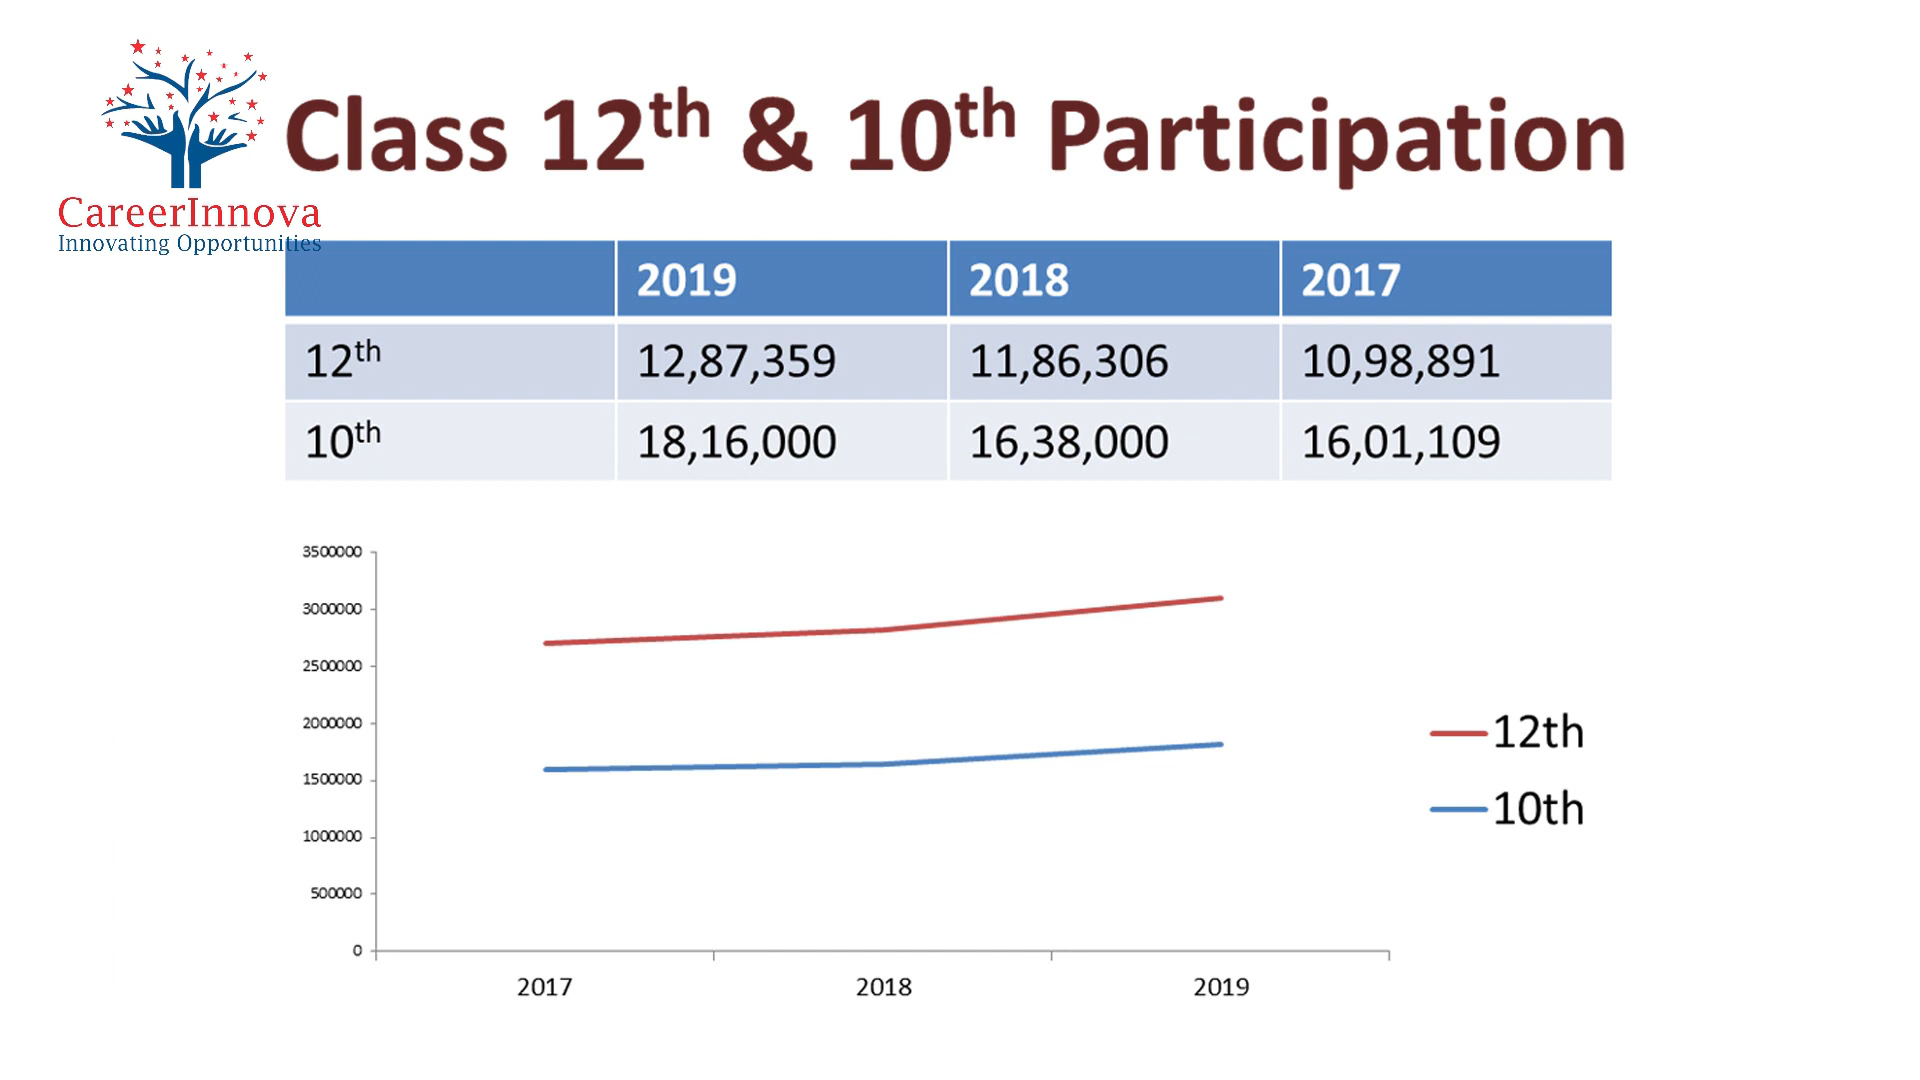 Class 12th & 10th Participation
CareerInnova
Innovating Opportunities
2019 2018 2017
12th 12,87,359 11,86,306 10,98,891
10th 18,16,000 16,38,000 16,01,109
3500000
3000000
2500000
2000000
1500000
1000000
500000
0
2017 2018 2019
12th
10th